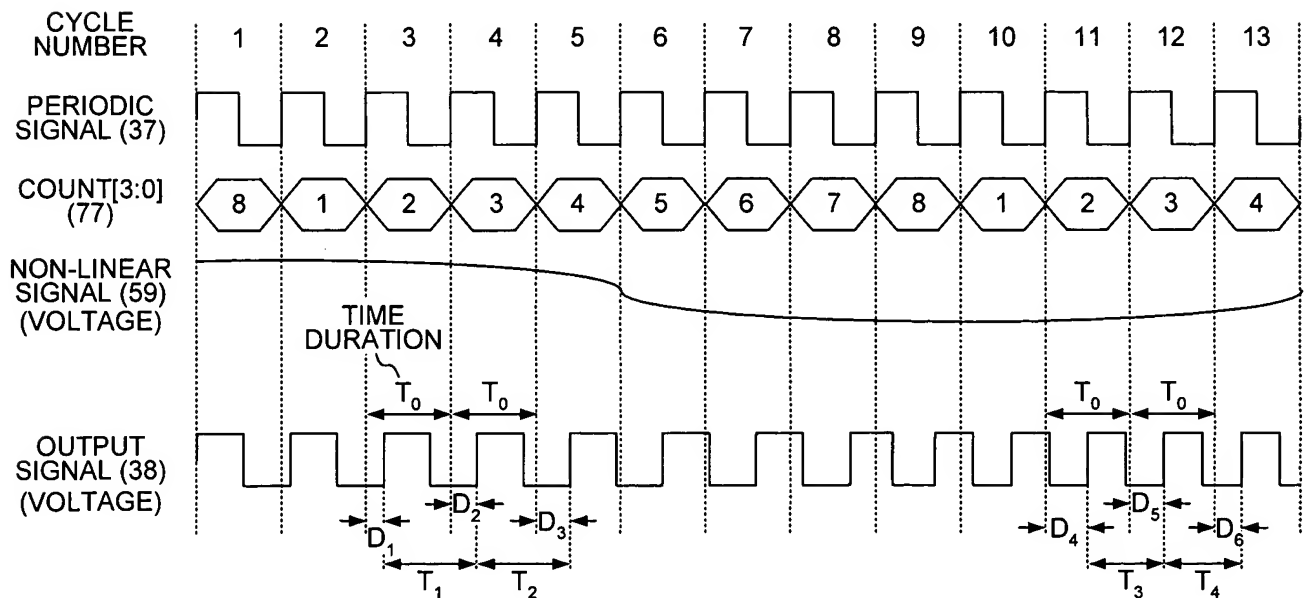 CYCLE
NUMBER
1 2 3 4 5 6 7 8 9 10 11 12 13
PERIODIC
SIGNAL (37)
COUNT[3:0]
(77)
8 1 2 3 4 5 6 7 8 1 2 3 4
NON-LINEAR
SIGNAL (59)
(VOLTAGE)
TIME
DURATION
T0 T0 T0 T0
OUTPUT
SIGNAL (38)
(VOLTAGE)
D1 D2 D3 D4 D5 D6
T1 T2 T3 T4